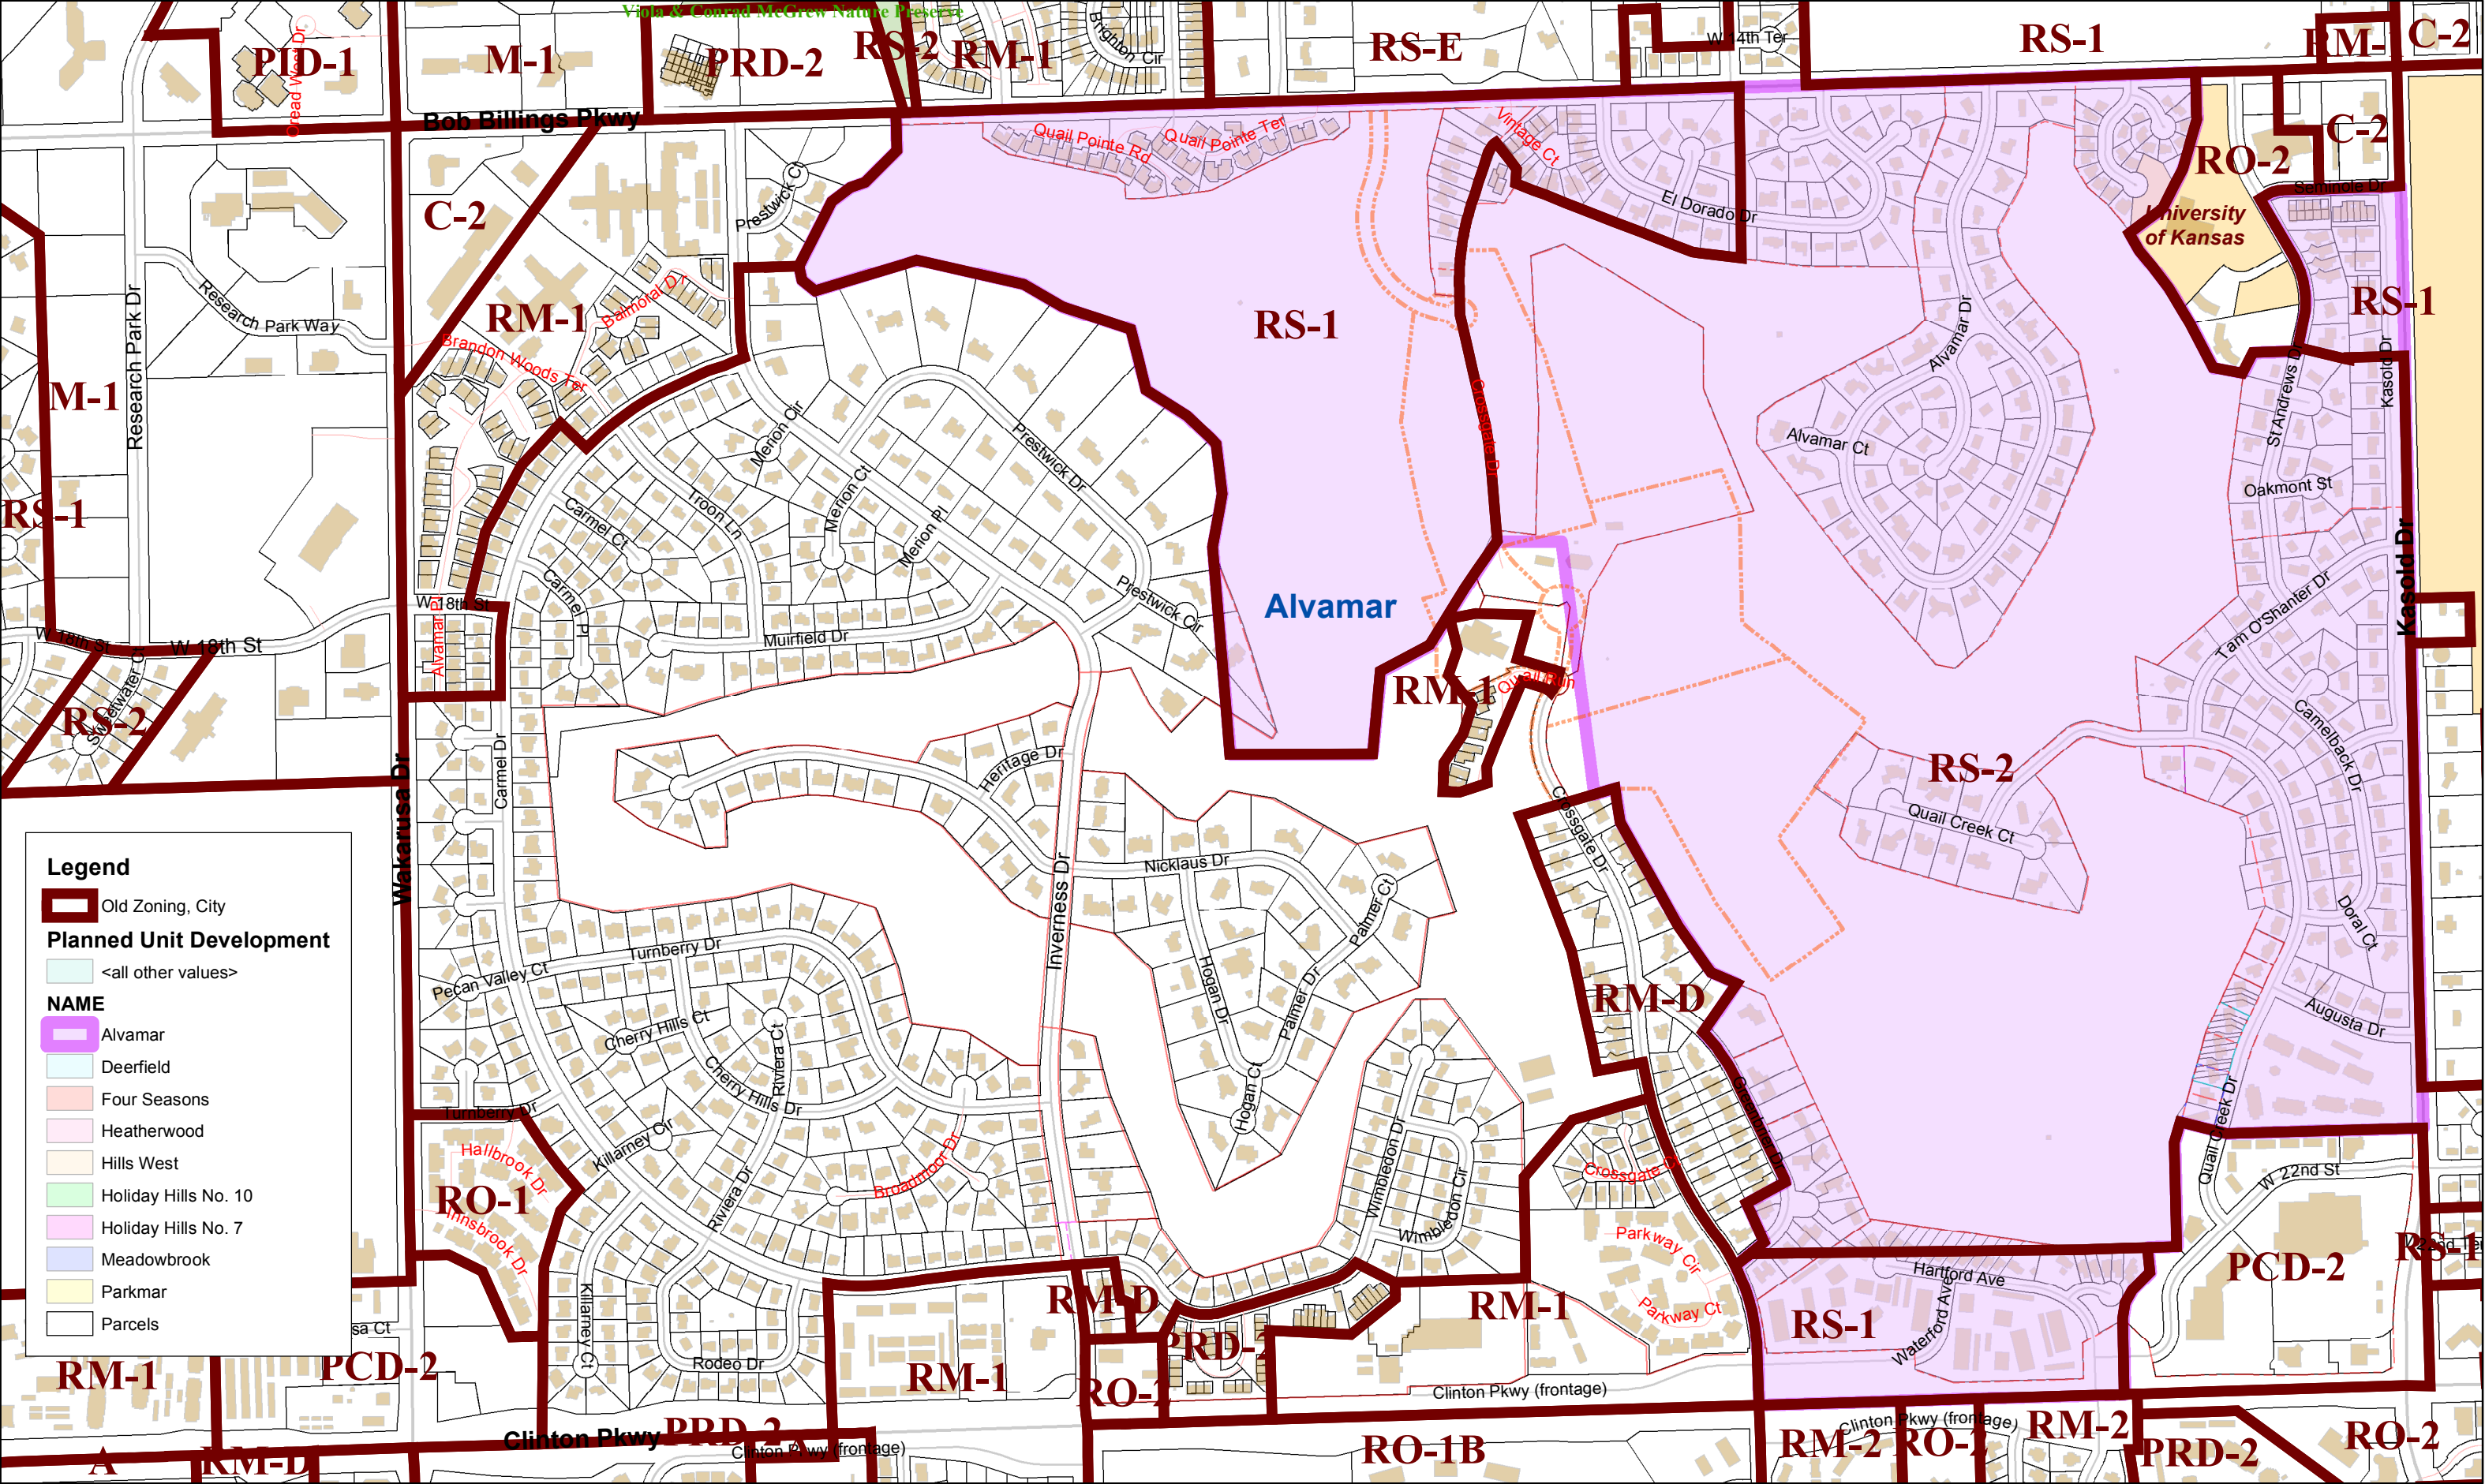 Viola & Conrad McGrew Nature Preserve
PID-1
Oread West Dr
M-1
PRD-2
RS-2
RM-1
Brighton Cir
RS-E
W 14th Ter
RS-1
C-2
Bob Billings Pkwy
Quail Pointe Rd
Quail Pointe Ter
Vintage Ct
El Dorado Dr
C-2
RO-2
Seminole Dr
University
of Kansas
Prestwick Ct
C-2
Research Park Dr
Research Park Way
RM-1
Balmoral Dr
Brandon Woods Ter
RS-1
RS-1
Kasold Dr
St Andrews Dr
Alvamar Dr
Alvamar Ct
Crossgate Dr
M-1
RS-1
Merion Cir
Prestwick Dr
Merion Ct
Merion Pl
Troon Ln
Carmel Ct
Carmel Pl
Oakmont St
Kasold Dr
Tam O'Shanter Dr
Prestwick Cir
Alvamar
W 18th St
W 18th St
W 18th St
Alvamar Pl
Muirfield Dr
RS-2
Sweetwater Ct
RM-1
Quail Run
Camelback Dr
RS-2
Quail Creek Ct
Carmel Dr
Wakarusa Dr
Heritage Dr
Crossgate Dr
Nicklaus Dr
Inverness Dr
Palmer Ct
Doral Ct
Turnberry Dr
Pecan Valley Ct
Hogan Dr
Palmer Dr
RM-D
Augusta Dr
Cherry Hills Ct
Riviera Ct
Cherry Hills Dr
Hogan Ct
Greenbrier Dr
Quail Creek Dr
Turnberry Dr
Killarney Cir
Broadmoor Dr
Riviera Dr
Wimbledon Dr
Wimbledon Cir
Crossgate
W 22nd St
Hallbrook Dr
RO-1
Innsbrook Dr
Parkway Cir
Parkway Ct
Hartford Ave
Waterford Ave
PCD-2
RS-1
Legend
Old Zoning, City
Planned Unit Development
<all other values>
NAME
Alvamar
Deerfield
Four Seasons
Heatherwood
Hills West
Holiday Hills No. 10
Holiday Hills No. 7
Meadowbrook
Parkmar
Parcels
Killarney Ct
Rodeo Dr
RM-D
RM-1
RS-1
sa Ct
RM-1
PCD-2
RM-1
Clinton Pkwy (frontage)
Clinton Pkwy
PRD-2
Clinton Pkwy (frontage)
RO-1B
Clinton Pkwy (frontage)
RM-2
RM-2
PRD-2
RO-2
A
RM-D